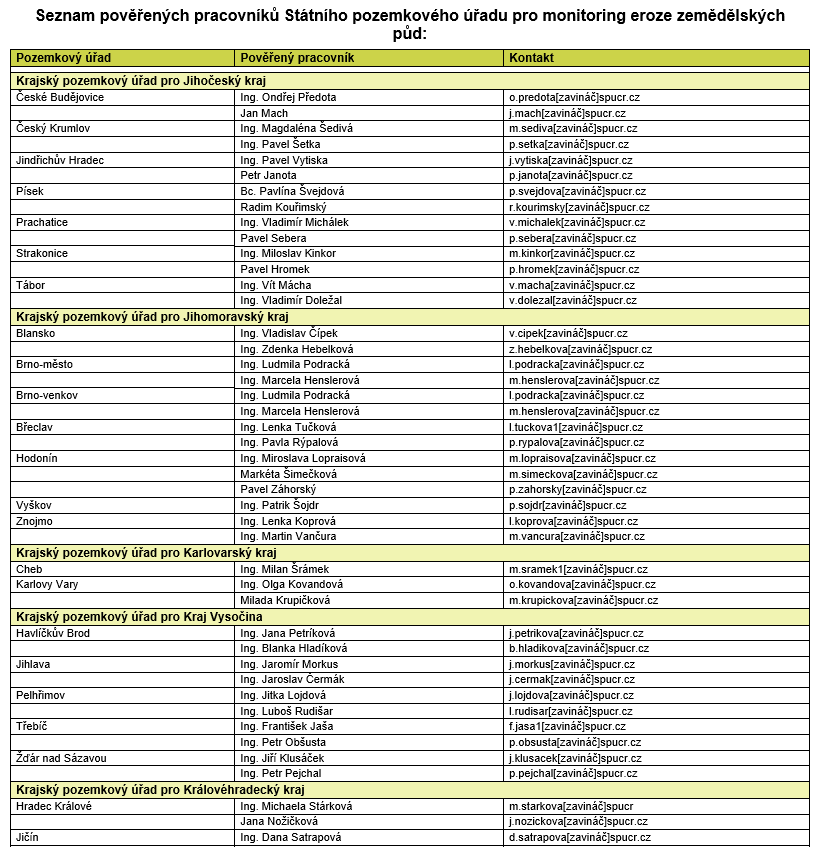 Seznam pověřených pracovníků Státního pozemkového úřadu pro monitoring eroze zemědělských
půd:
Pozemkový úřad Pověřený pracovník Kontakt
Krajský pozemkový úřad pro Jihočeský kraj
České Budějovice Ing. Ondřej Předota o.predota[zavináč]spucr.cz
Jan Mach j.mach[zavináč]spucr.cz
Český Krumlov Ing. Magdaléna Šedivá m.sediva[zavináč]spucr.cz
Ing. Pavel Šetka p.setka[zavináč]spucr.cz
Jindřichův Hradec Ing. Pavel Vytiska j.vytiska[zavináč]spucr.cz
Petr Janota p.janota[zavináč]spucr.cz
Písek Bc. Pavlína Švejdová p.svejdova[zavináč]spucr.cz
Radim Kouřimský r.kourimsky[zavináč]spucr.cz
Prachatice Ing. Vladimír Michálek v.michalek[zavináč]spucr.cz
Pavel Sebera p.sebera[zavináč]spucr.cz
Strakonice Ing. Miloslav Kinkor m.kinkor[zavináč]spucr.cz
Pavel Hromek p.hromek[zavináč]spucr.cz
Tábor Ing. Vít Mácha v.macha[zavináč]spucr.cz
Ing. Vladimír Doležal v.dolezal[zavináč]spucr.cz
Krajský pozemkový úřad pro Jihomoravský kraj
Blansko Ing. Vladislav Čípek v.cipek[zavináč]spucr.cz
Ing. Zdenka Hebelková z.hebelkova[zavináč]spucr.cz
Brno-město Ing. Ludmila Podracká l.podracka[zavináč]spucr.cz
Ing. Marcela Henslerová m.henslerova[zavináč]spucr.cz
Brno-venkov Ing. Ludmila Podracká l.podracka[zavináč]spucr.cz
Ing. Marcela Henslerová m.henslerova[zavináč]spucr.cz
Břeclav Ing. Lenka Tučková l.tuckova1[zavináč]spucr.cz
Ing. Pavla Rýpalová p.rypalova[zavináč]spucr.cz
Hodonín Ing. Miroslava Lopraisová m.lopraisova[zavináč]spucr.cz
Markéta Šimečková m.simeckova[zavináč]spucr.cz
Pavel Záhorský p.zahorsky[zavináč]spucr.cz
Vyškov Ing. Patrik Šojdr p.sojdr[zavináč]spucr.cz
Znojmo Ing. Lenka Koprová l.koprova[zavináč]spucr.cz
Ing. Martin Vančura m.vancura[zavináč]spucr.cz
Krajský pozemkový úřad pro Karlovarský kraj
Cheb Ing. Milan Šrámek m.sramek1[zavináč]spucr.cz
Karlovy Vary Ing. Olga Kovandová o.kovandova[zavináč]spucr.cz
Milada Krupičková m.krupickova[zavináč]spucr.cz
Krajský pozemkový úřad pro Kraj Vysočina
Havlíčkův Brod Ing. Jana Petríková j.petrikova[zavináč]spucr.cz
Ing. Blanka Hladíková b.hladikova[zavináč]spucr.cz
Jihlava Ing. Jaromír Morkus j.morkus[zavináč]spucr.cz
Ing. Jaroslav Čermák j.cermak[zavináč]spucr.cz
Pelhřimov Ing. Jitka Lojdová j.lojdova[zavináč]spucr.cz
Ing. Luboš Rudišar l.rudisar[zavináč]spucr.cz
Třebíč Ing. František Jaša f.jasa1[zavináč]spucr.cz
Ing. Petr Obšusta p.obsusta[zavináč]spucr.cz
Žďár nad Sázavou Ing. Jiří Klusáček j.klusacek[zavináč]spucr.cz
Ing. Petr Pejchal p.pejchal[zavináč]spucr.cz
Krajský pozemkový úřad pro Královéhradecký kraj
Hradec Králové Ing. Michaela Stárková m.starkova[zavináč]spucr
Jana Nožičková j.nozickova[zavináč]spucr.cz
Jičín Ing. Dana Satrapová d.satrapova[zavináč]spucr.cz